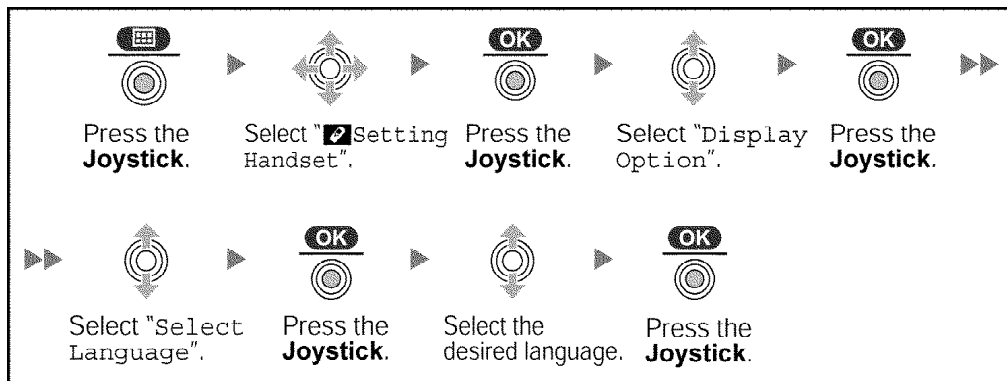 OK OK
Press the Select "Setting Press the Select "Display Press the
Joystick. Handset". Joystick. Option". Joystick.
OK OK
Select "Select Press the Select the Press the
Language". Joystick. desired language. Joystick.